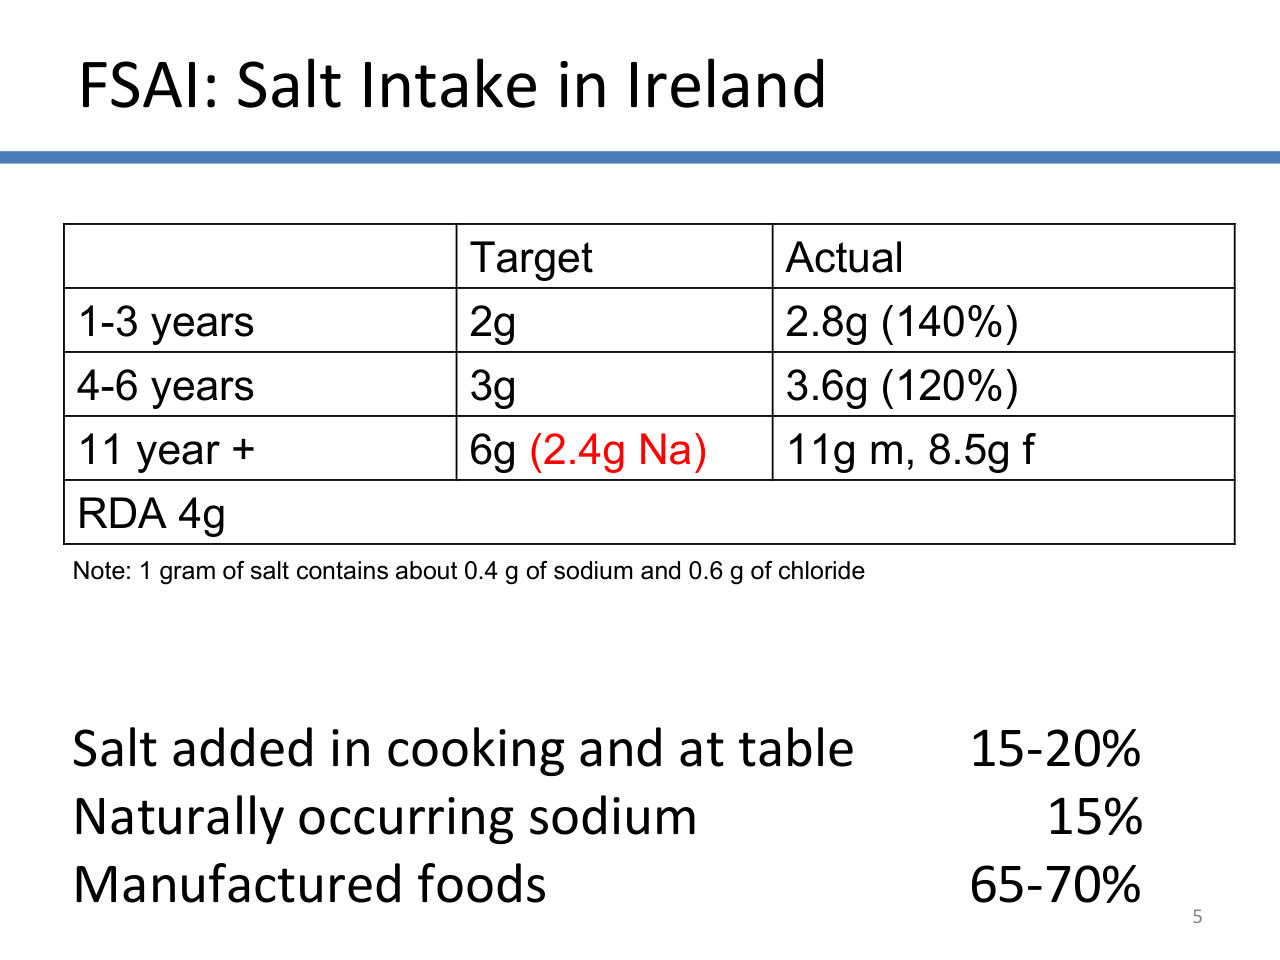 FSAI: Salt Intake in Ireland
Target Actual
1-3 years 2g 2.8g (140%)
4-6 years 3g 3.6g (120%)
11 year + 6g (2.4g Na) 11g m, 8.5g f
RDA 4g
Note: 1 gram of salt contains about 0.4 g of sodium and 0.6 g of chloride
Salt added in cooking and at table 15-20%
Naturally occurring sodium 15%
Manufactured foods 65-70%
5